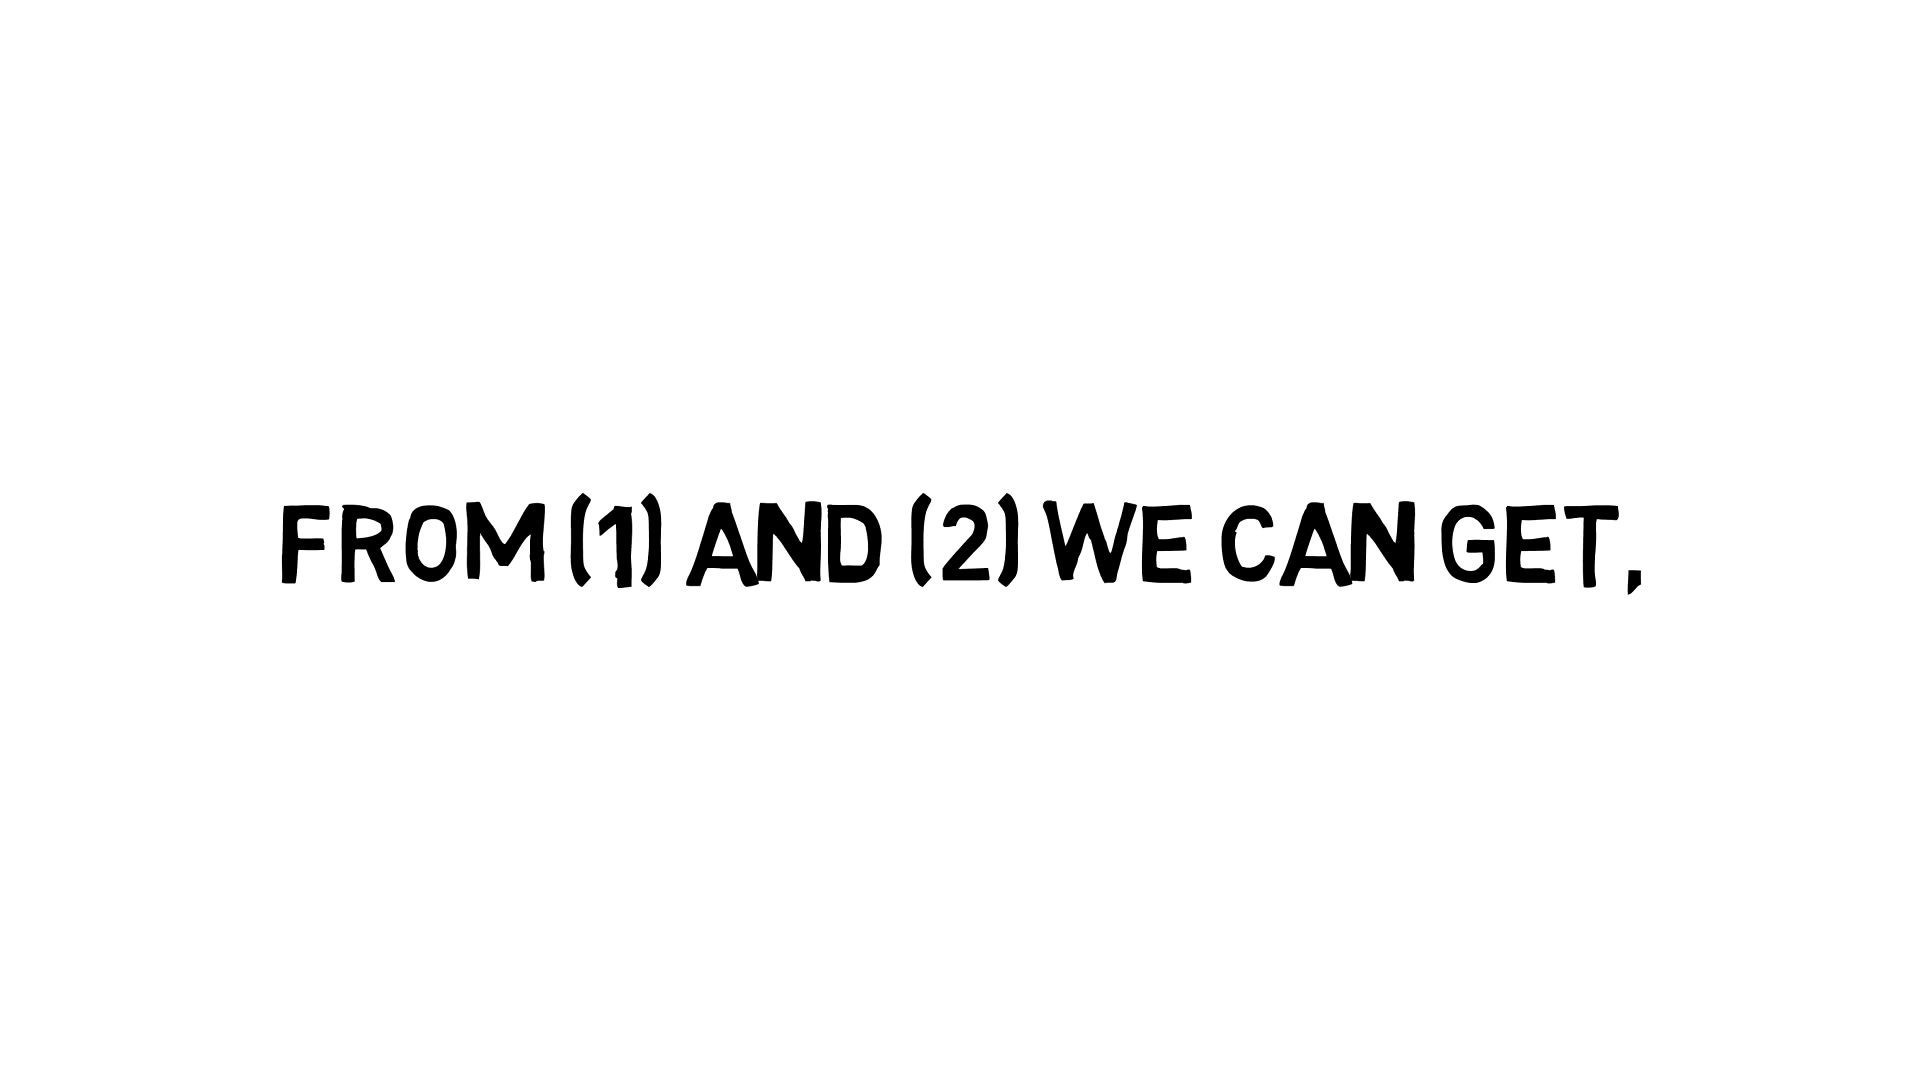 FROM (1) AND (2) WE CAN GET,